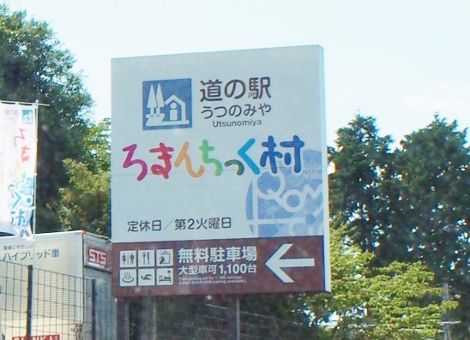 道の駅
うつのみや
Utsunomiya
ろまんちっく村
定休日/第2火曜日
無料駐車場
大型車可1,100台
ハイブリッド車
STS